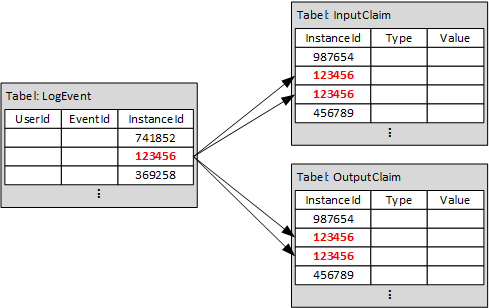 Tabel: LogEvent
UserId EventId InstanceId
741852
123456
369258
Tabel: InputClaim
InstanceId Type Value
987654
123456
123456
456789
Tabel: OutputClaim
InstanceId Type Value
987654
123456
123456
456789